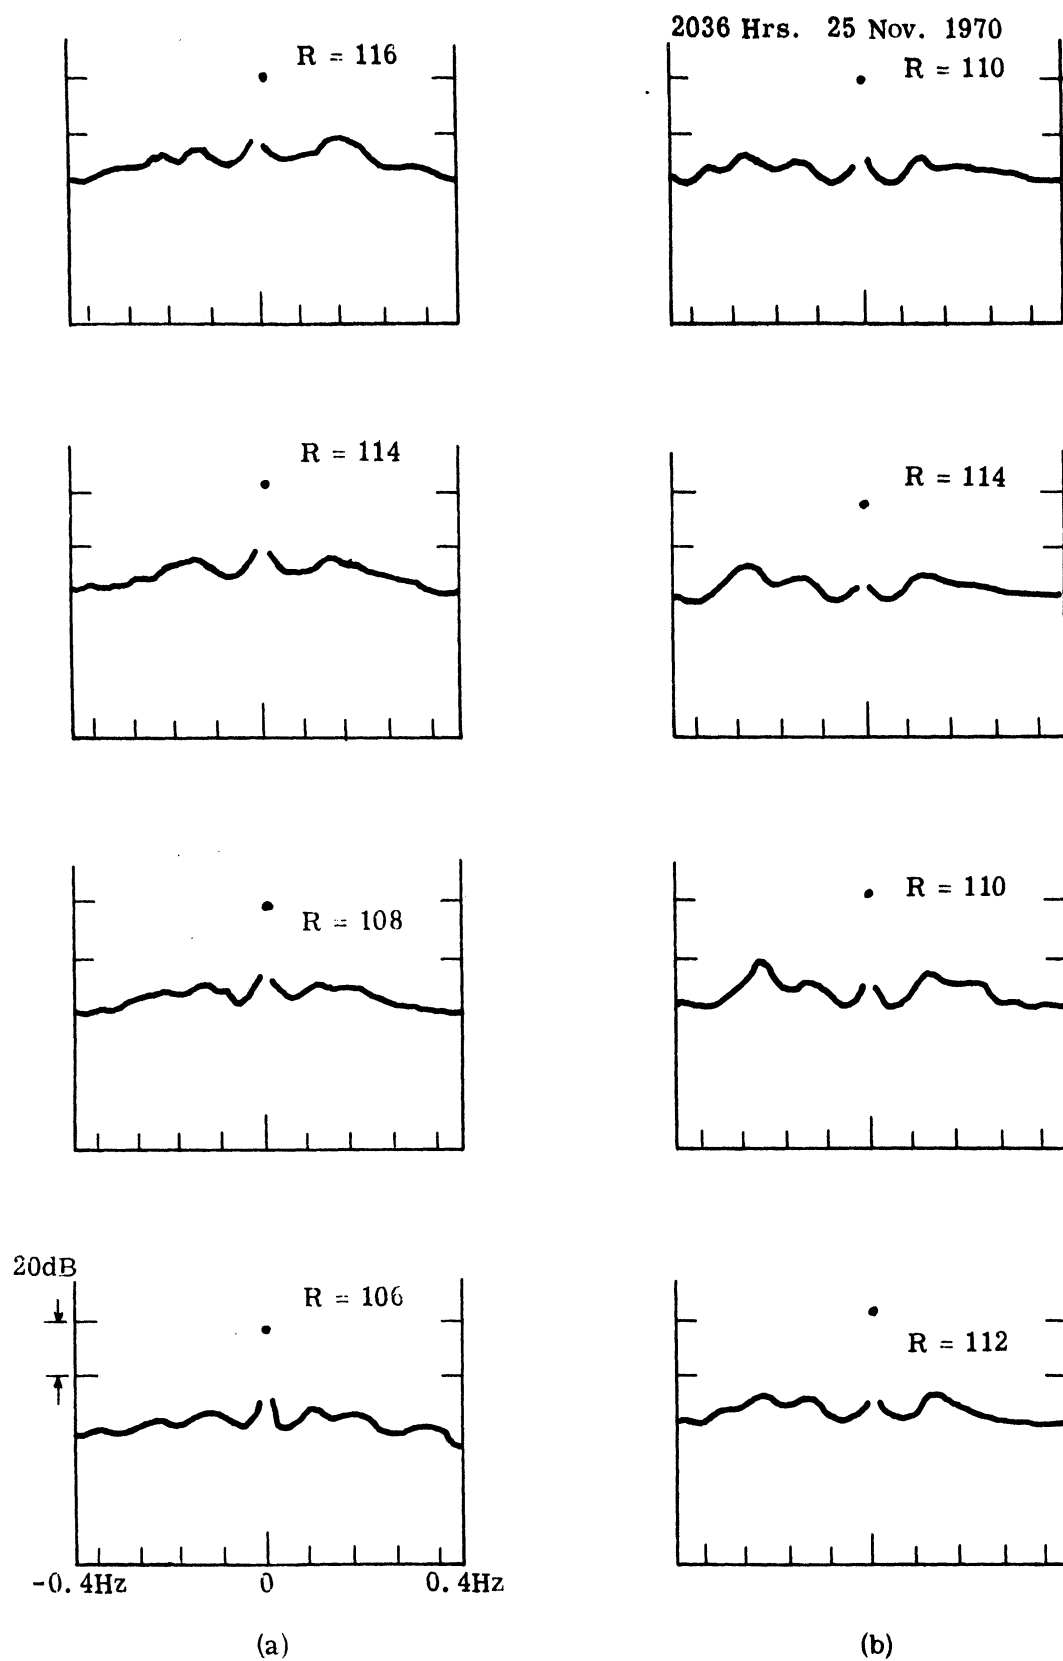 2036 Hrs. 25 Nov. 1970
R = 116
R = 110
R = 114
R = 114
R = 108
R = 110
20dB
R = 106
R = 112
-0.4Hz 0 0.4Hz
(a) (b)